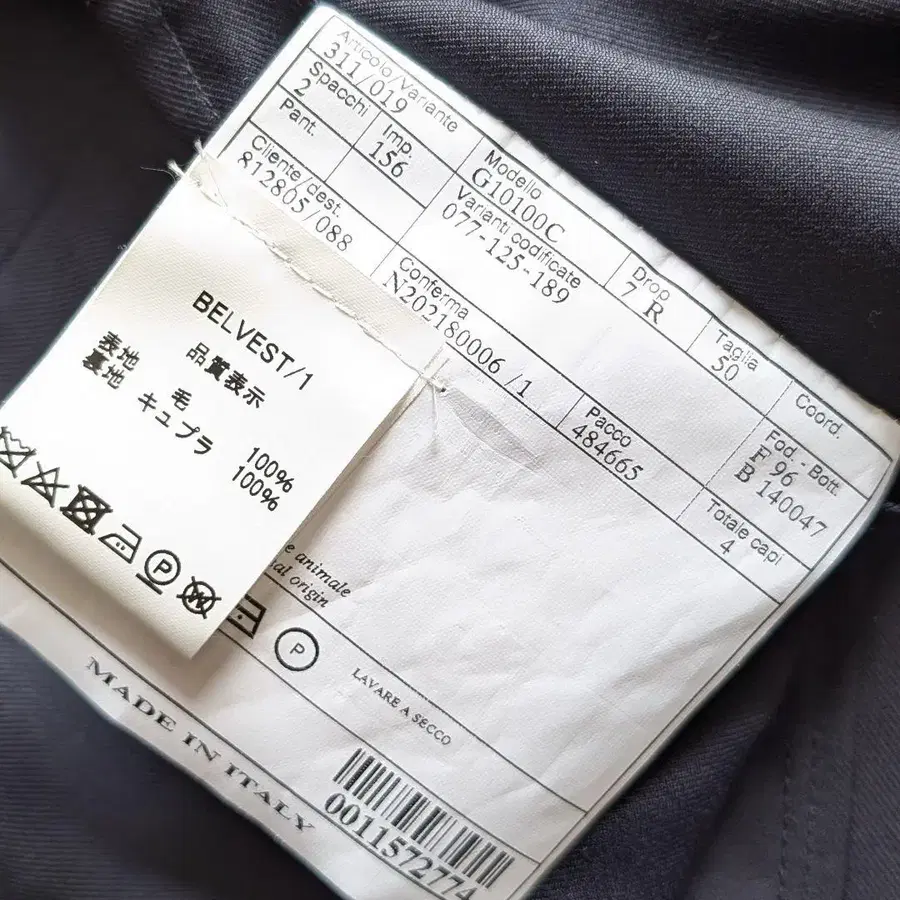 Articolo/Variante
311/019
Modello
G10100C
Drop
7 R
Taglia
50
Coord.
Spacchi
2
Imp.
156
Varianti codificate
077-125-189
Fod. - Bott.
F 96
B 140047
Pant.
Cliente/dest.
812805/088
Conferma
N202180006 /1
Pacco
484665
Totale capi
4
BELVEST/1
品質表示
表地 毛 100%
裏地 キュプラ 100%
P
W
e animale
al origin
P
LAVARE A SECCO
MADE IN ITALY
0011572774